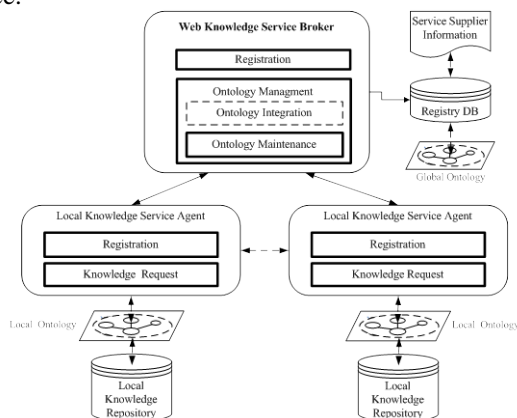 ce.
Web Knowledge Service Broker
Registration
Ontology Managment
Ontology Integration
Ontology Maintenance
Service Supplier
Information
Registry DB
Global Ontology
Local Knowledge Service Agent
Registration
Knowledge Request
Local Knowledge Service Agent
Registration
Knowledge Request
Local Ontology
Local Ontology
Local
Knowledge
Repository
Local
Knowledge
Repository